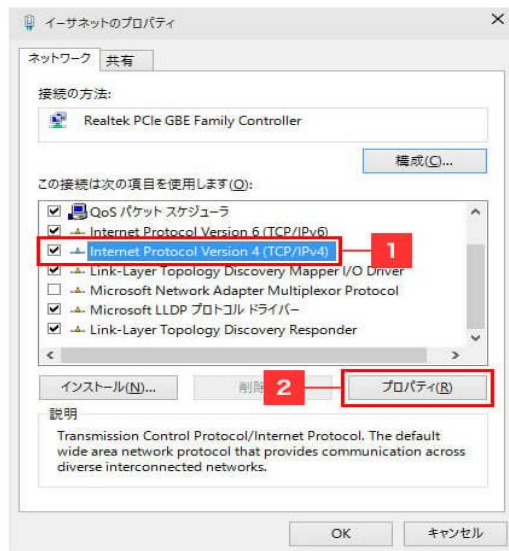 イーサネットのプロパティ
ネットワーク 共有
接続の方法:
Realtek PCIe GBE Family Controller
構成(C)...
この接続は次の項目を使用します(O):
QoS パケット スケジューラ
Internet Protocol Version 6 (TCP/IPv6)
Internet Protocol Version 4 (TCP/IPv4)
1
Link-Layer Topology Discovery Mapper I/O Driver
Microsoft Network Adapter Multiplexor Protocol
Microsoft LLDP プロトコル ドライバー
Link-Layer Topology Discovery Responder
インストール(N)... 削除 2 プロパティ(R)
説明
Transmission Control Protocol/Internet Protocol. The default
wide area network protocol that provides communication across
diverse interconnected networks.
OK キャンセル